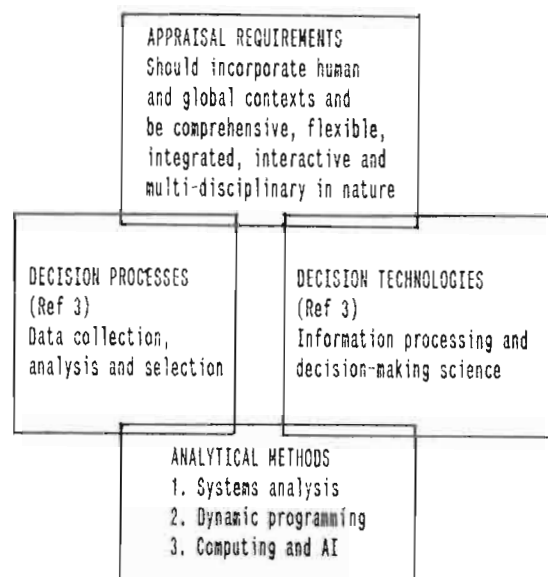 APPRAISAL REQUIREMENTS
Should incorporate human
and global contexts and
be comprehensive, flexible,
integrated, interactive and
multi-disciplinary in nature
DECISION PROCESSES
(Ref 3)
Data collection,
analysis and selection
DECISION TECHNOLOGIES
(Ref 3)
Information processing and
decision-making science
ANALYTICAL METHODS
1. Systems analysis
2. Dynamic programming
3. Computing and AI